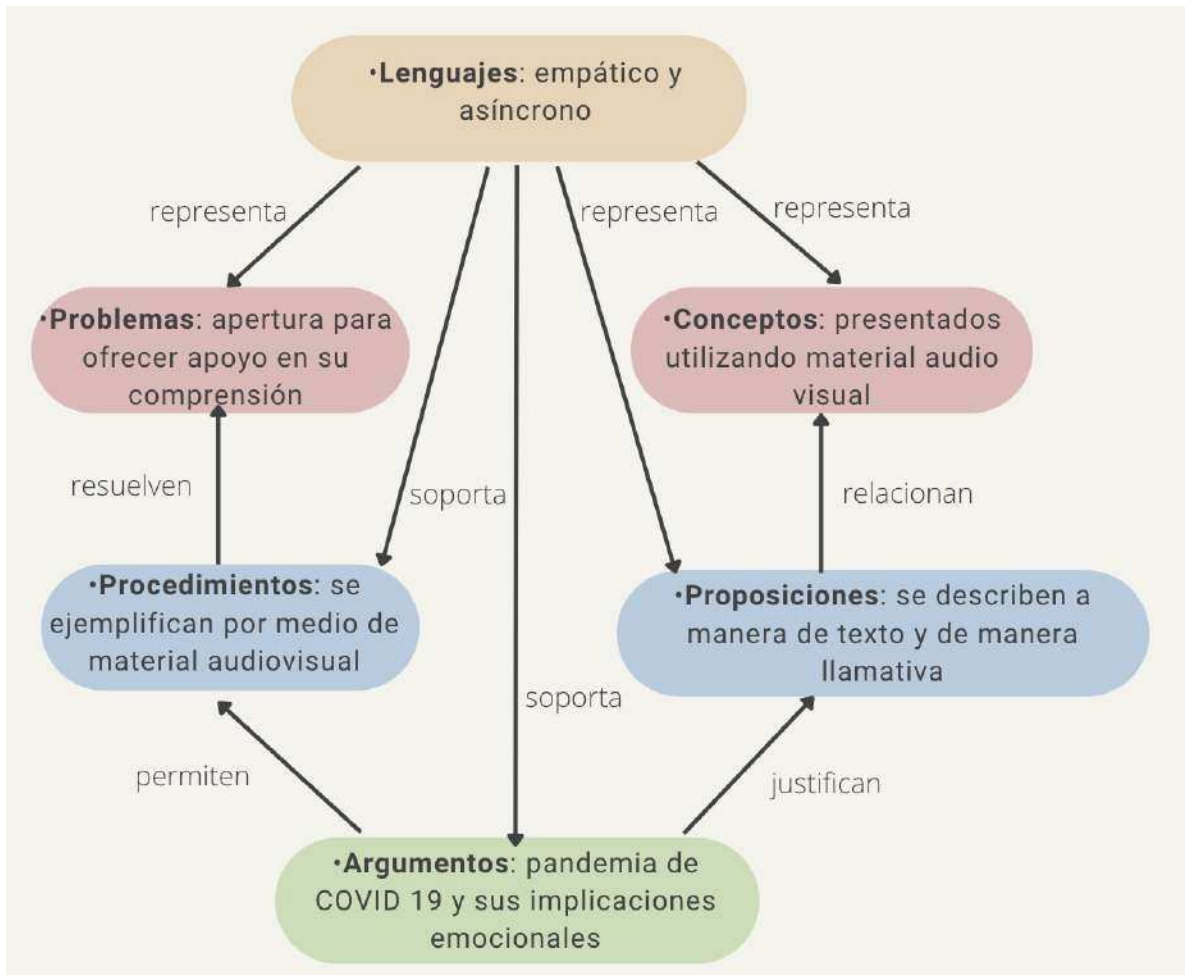 •Lenguajes: empático y
asíncrono
representa
representa
representa
•Problemas: apertura para
ofrecer apoyo en su
comprensión
•Conceptos: presentados
utilizando material audio
visual
resuelven
soporta
relacionan
•Procedimientos: se
ejemplifican por medio de
material audiovisual
•Proposiciones: se describen a
manera de texto y de manera
llamativa
soporta
permiten
justifican
•Argumentos: pandemia de
COVID 19 y sus implicaciones
emocionales